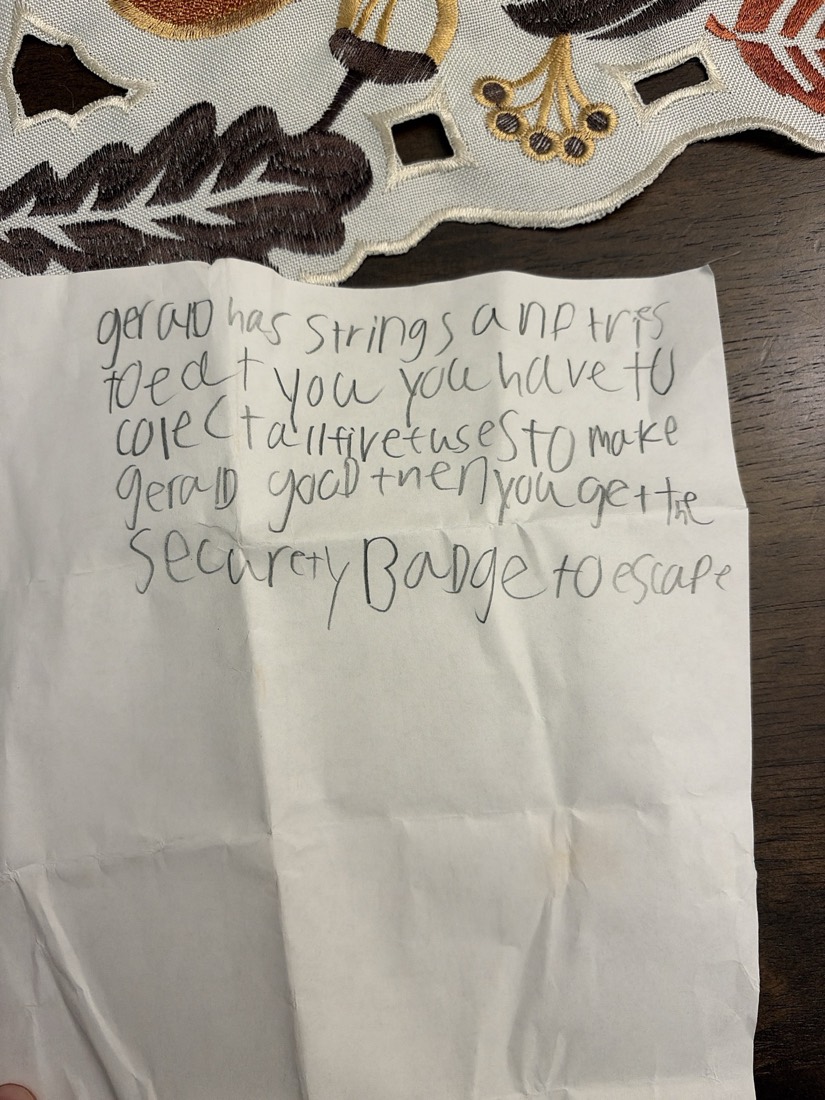 geralD has strings anD tries
to eat you you have to
colect all five fuses to make
geralD gooD then you get the
securety BaDge to escape